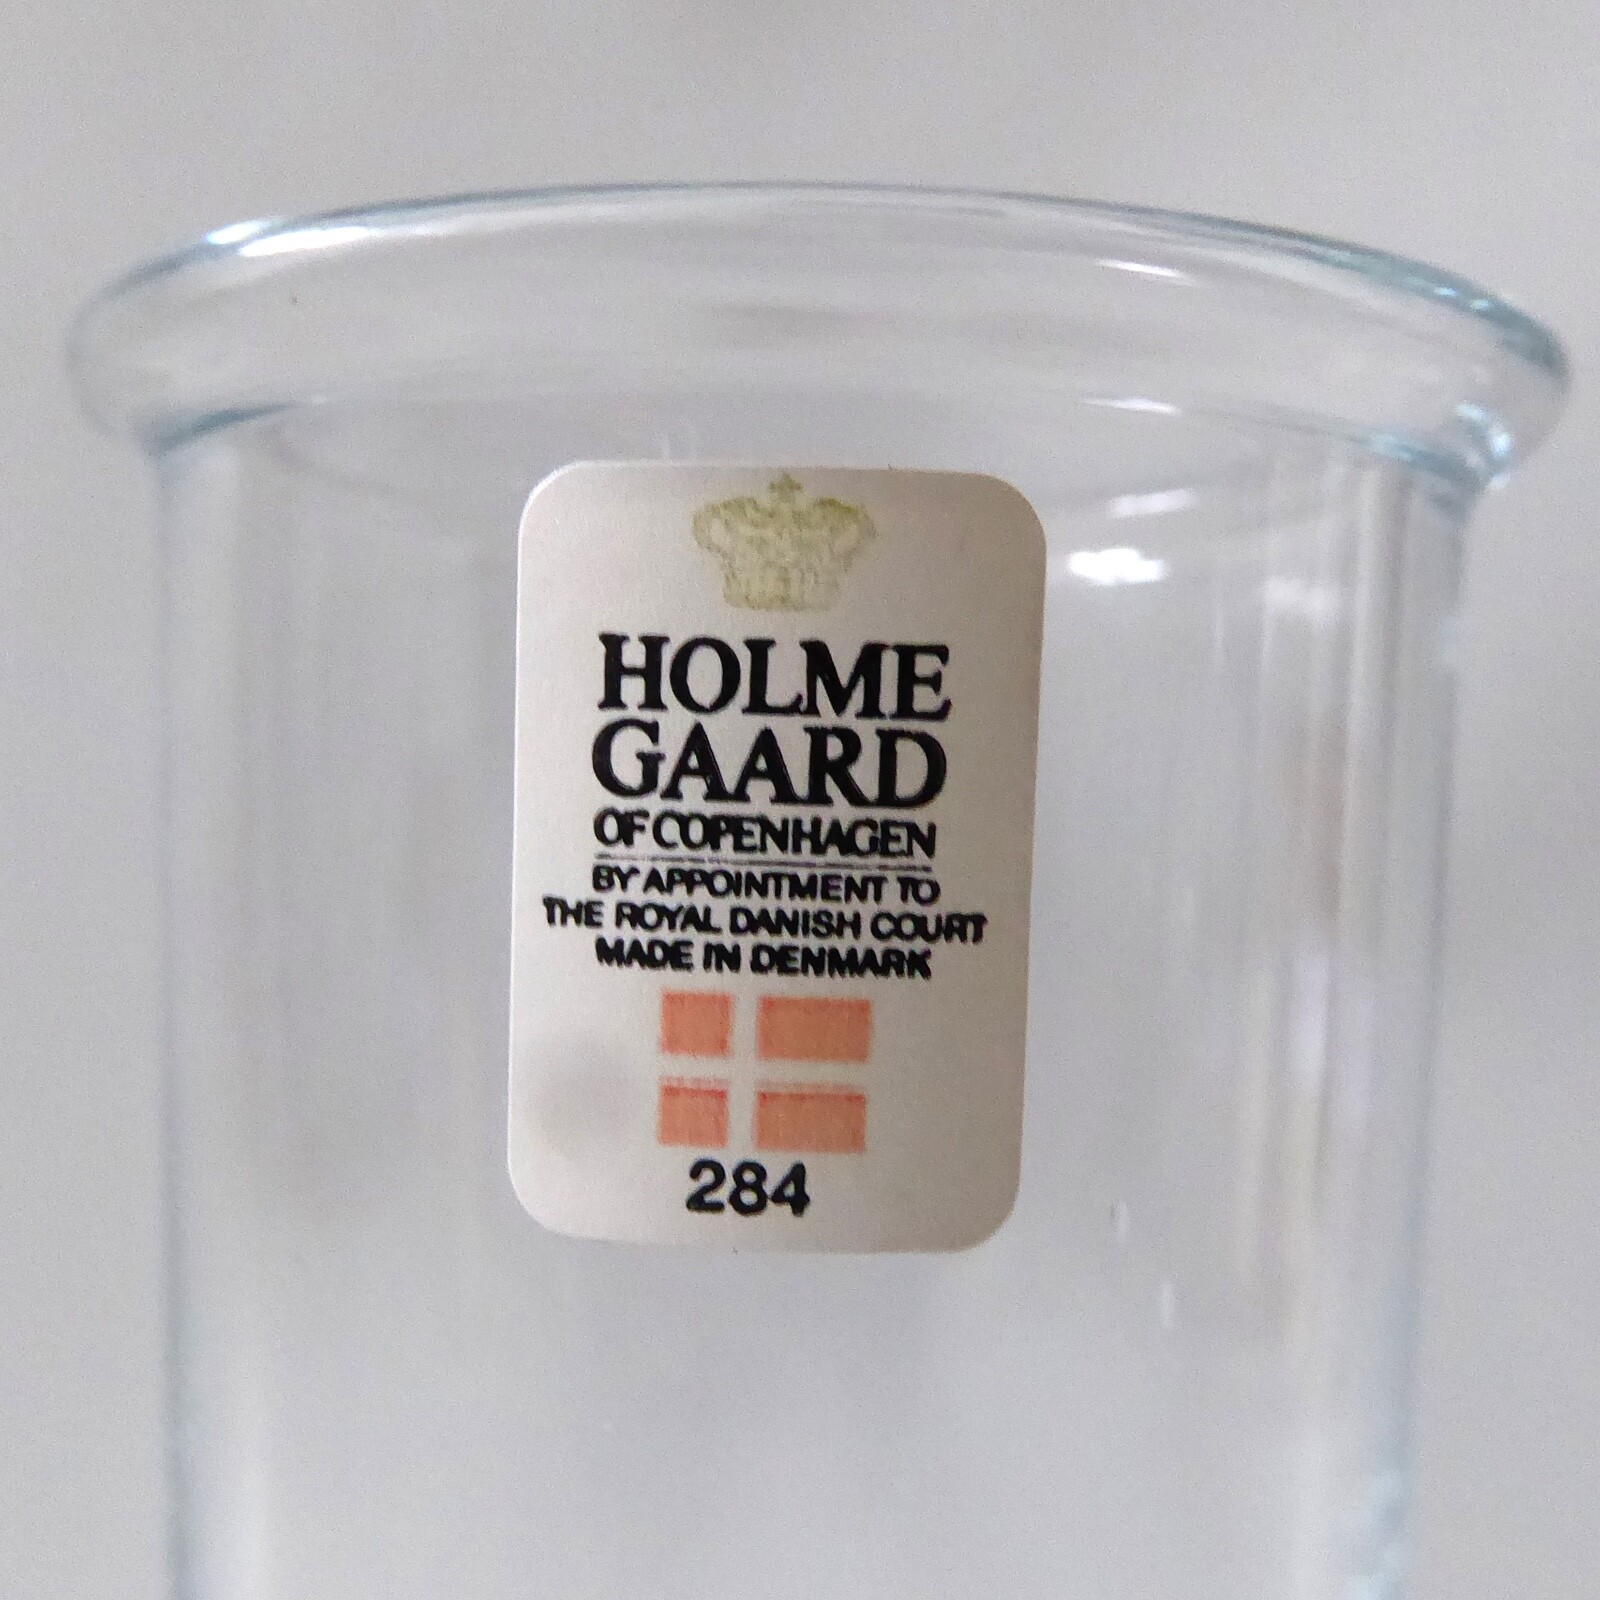 HOLME
GAARD
OF COPENHAGEN
BY APPOINTMENT TO
THE ROYAL DANISH COURT
MADE IN DENMARK
284